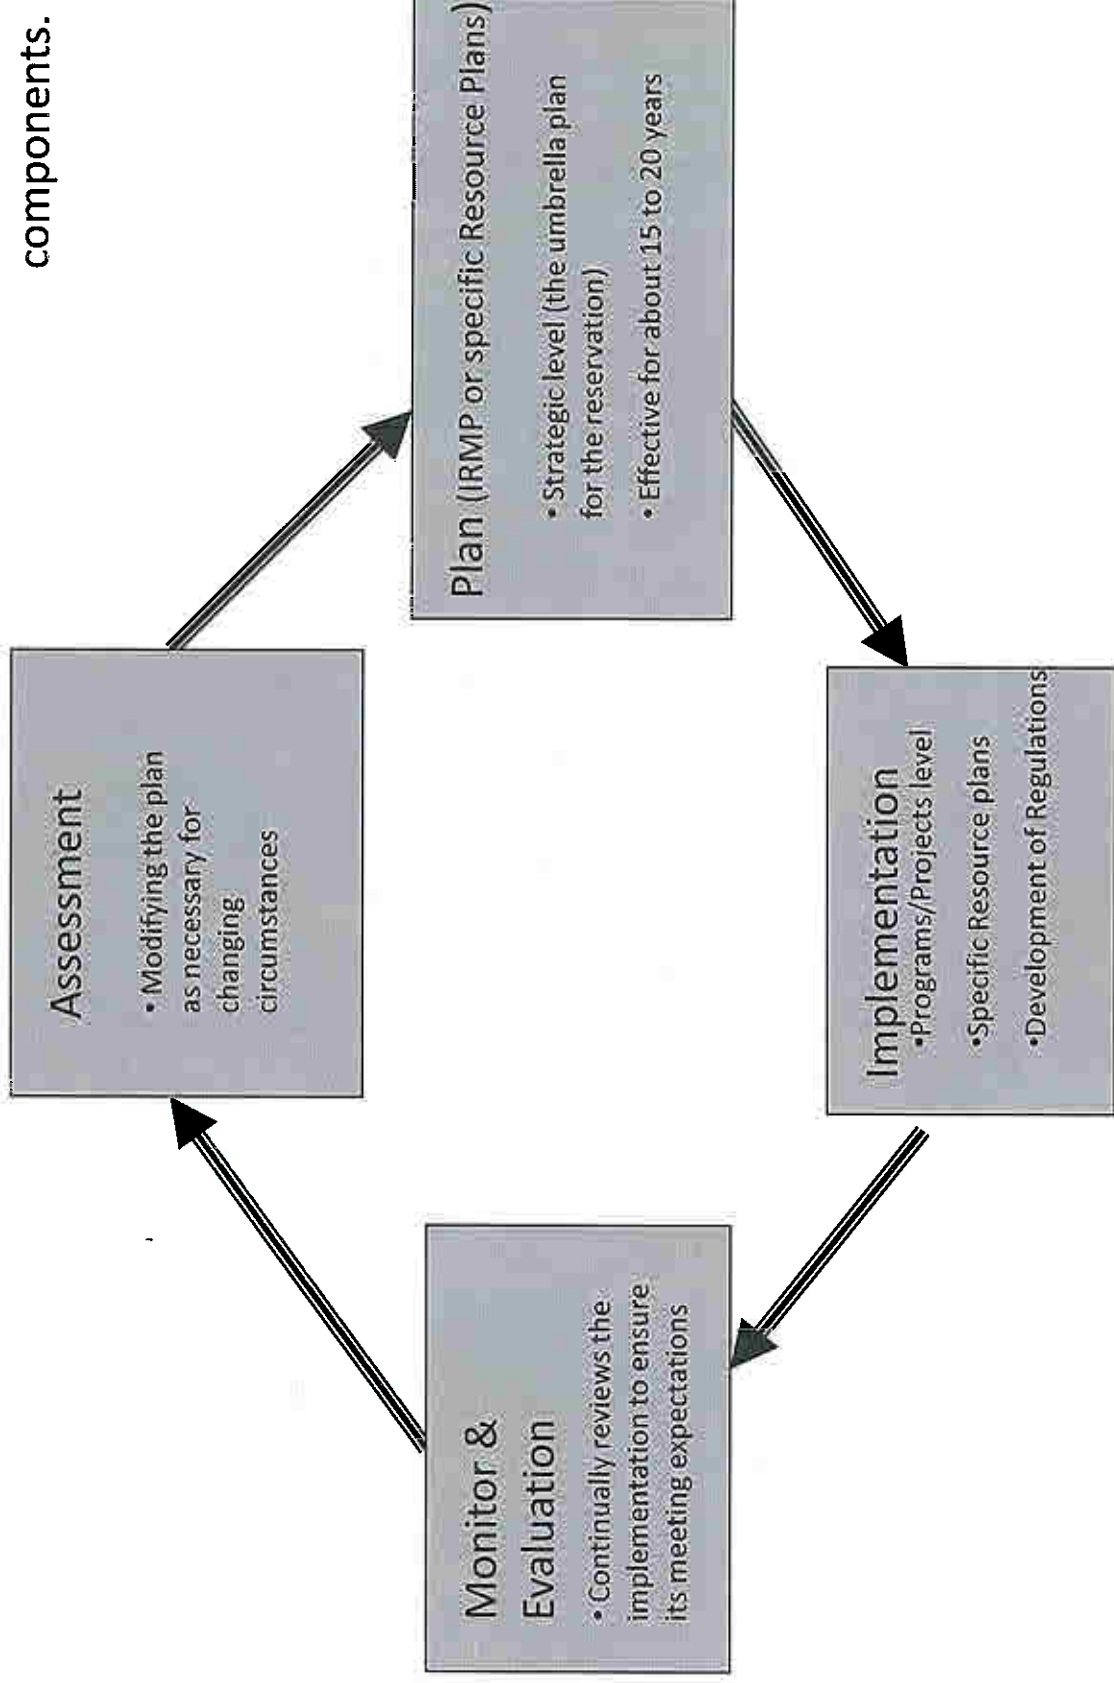 components.
Assessment
• Modifying the plan
as necessary for
changing
circumstances
Plan (IRMP or specific Resource Plans)
• Strategic level (the umbrella plan
for the reservation)
• Effective for about 15 to 20 years
Implementation
•Programs/Projects level
•Specific Resource plans
•Development of Regulations
Monitor &
Evaluation
• Continually reviews the
implementation to ensure
its meeting expectations